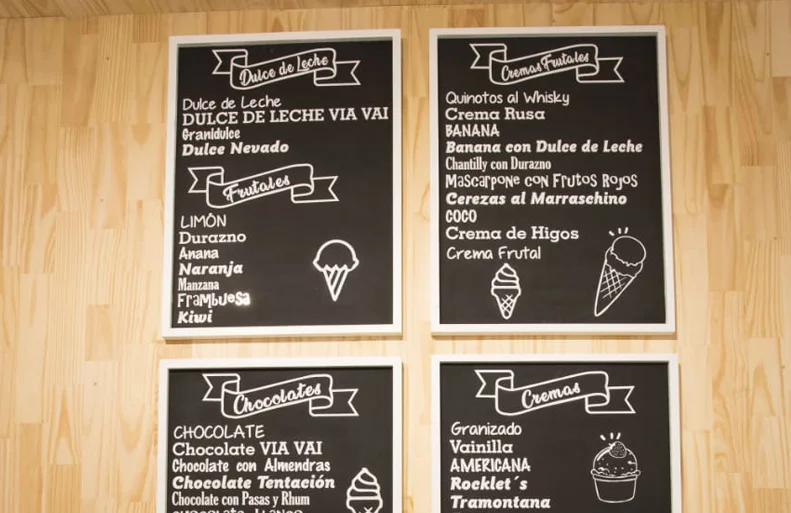 Dulce de Leche
Dulce de Leche
DULCE DE LECHE VIA VAI
Granidulce
Dulce Nevado
Frutales
LIMÓN
Durazno
Anana
Naranja
Manzana
Frambuesa
Kiwi
Cremas Frutales
Quinotos al Whisky
Crema Rusa
BANANA
Banana con Dulce de Leche
Chantilly con Durazno
Mascarpone con Frutos Rojos
Cerezas al Marraschino
COCO
Crema de Higos
Crema Frutal
Chocolates
CHOCOLATE
Chocolate VIA VAI
Chocolate con Almendras
Chocolate Tentación
Chocolate con Pasas y Rhum
Cremas
Granizado
Vainilla
AMERICANA
Rocklet´s
Tramontana